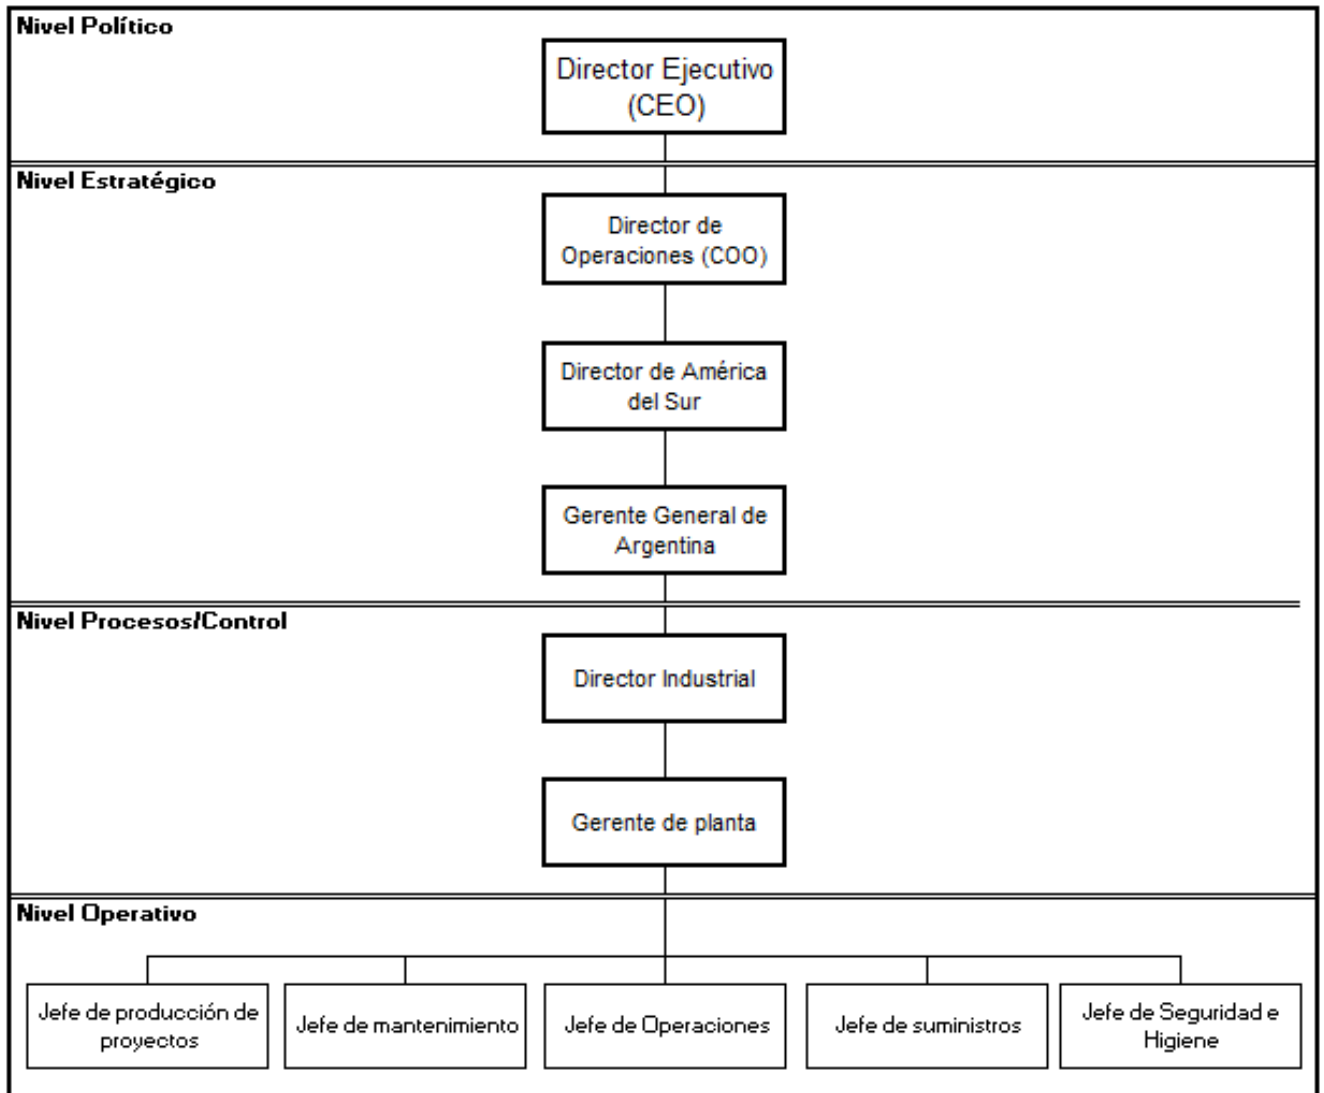 Nivel Político
Director Ejecutivo
(CEO)
Nivel Estratégico
Director de
Operaciones (COO)
Director de América
del Sur
Gerente General de
Argentina
Nivel Procesos/Control
Director Industrial
Gerente de planta
Nivel Operativo
Jefe de producción de
proyectos
Jefe de mantenimiento
Jefe de Operaciones
Jefe de suministros
Jefe de Seguridad e
Higiene